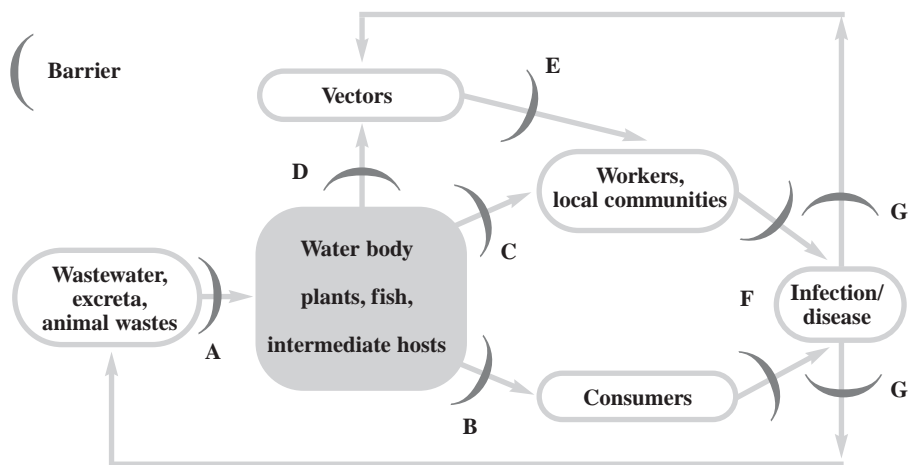 Barrier
Vectors
E
D
Workers,
local communities
G
C
Water body
plants, fish,
intermediate hosts
Wastewater,
excreta,
animal wastes
A
F
Infection/
disease
B
Consumers
G